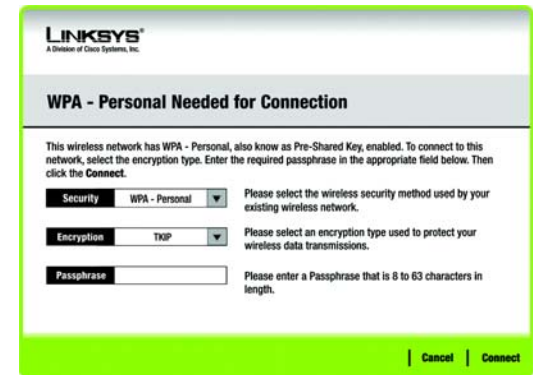 LINKSYS®
A Division of Cisco Systems, Inc.
WPA - Personal Needed for Connection
This wireless network has WPA - Personal, also know as Pre-Shared Key, enabled. To connect to this
network, select the encryption type. Enter the required passphrase in the appropriate field below. Then
click the Connect.
Security WPA - Personal Please select the wireless security method used by your
existing wireless network.
Encryption TKIP Please select an encryption type used to protect your
wireless data transmissions.
Passphrase Please enter a Passphrase that is 8 to 63 characters in
length.
Cancel Connect